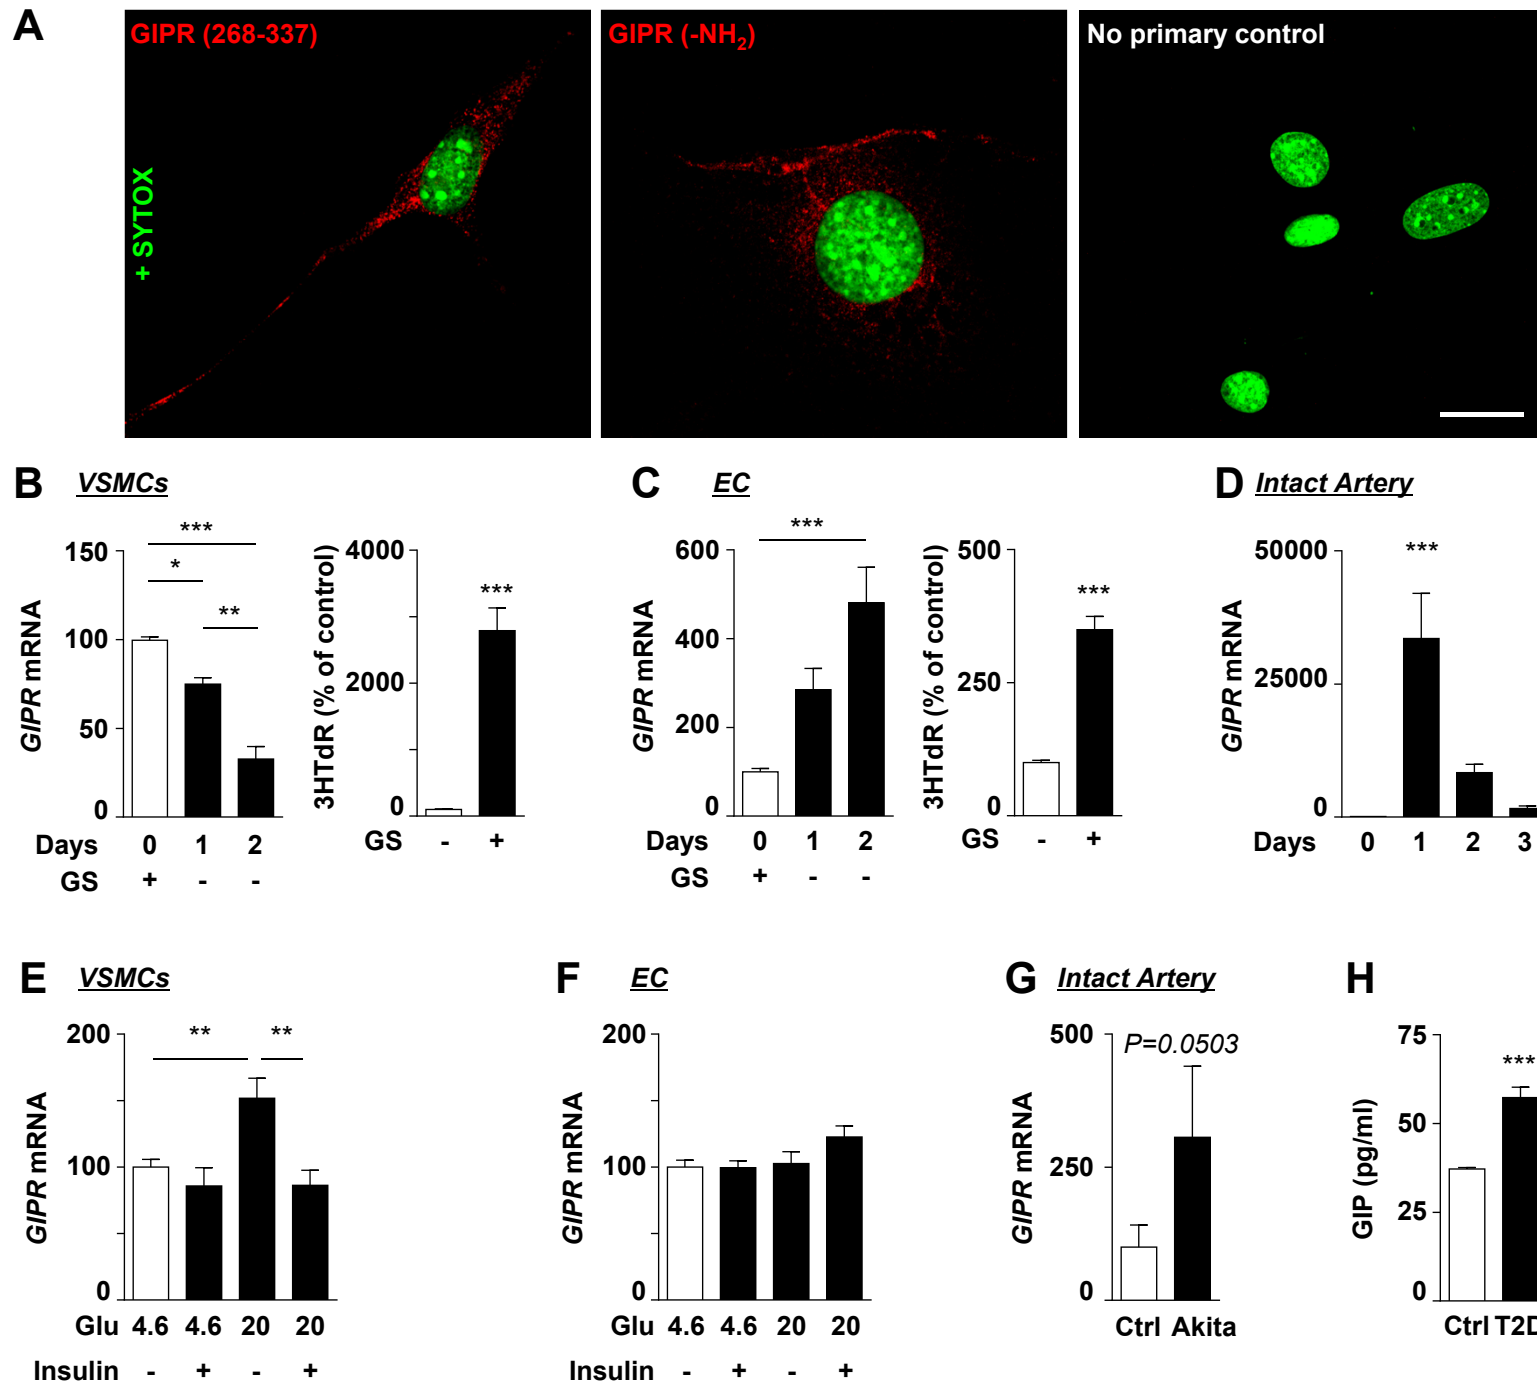 A
GIPR (268-337)
+ SYTOX
GIPR (-NH₂)
No primary control
B
VSMCs
GIPR mRNA
150
100
50
0
***
*
**
Days 0 1 2
GS + - -
3HTdR (% of control)
4000
2000
0
***
GS - +
C
EC
GIPR mRNA
600
400
200
0
***
Days 0 1 2
GS + - -
3HTdR (% of control)
500
250
0
***
GS - +
D
Intact Artery
GIPR mRNA
50000
25000
0
***
Days 0 1 2 3
E
VSMCs
GIPR mRNA
200
100
0
** **
Glu 4.6 4.6 20 20
Insulin - + - +
F
EC
GIPR mRNA
200
100
0
Glu 4.6 4.6 20 20
Insulin - + - +
G
Intact Artery
GIPR mRNA
500
250
0
P=0.0503
Ctrl Akita
H
GIP (pg/ml)
75
50
25
0
***
Ctrl T2D